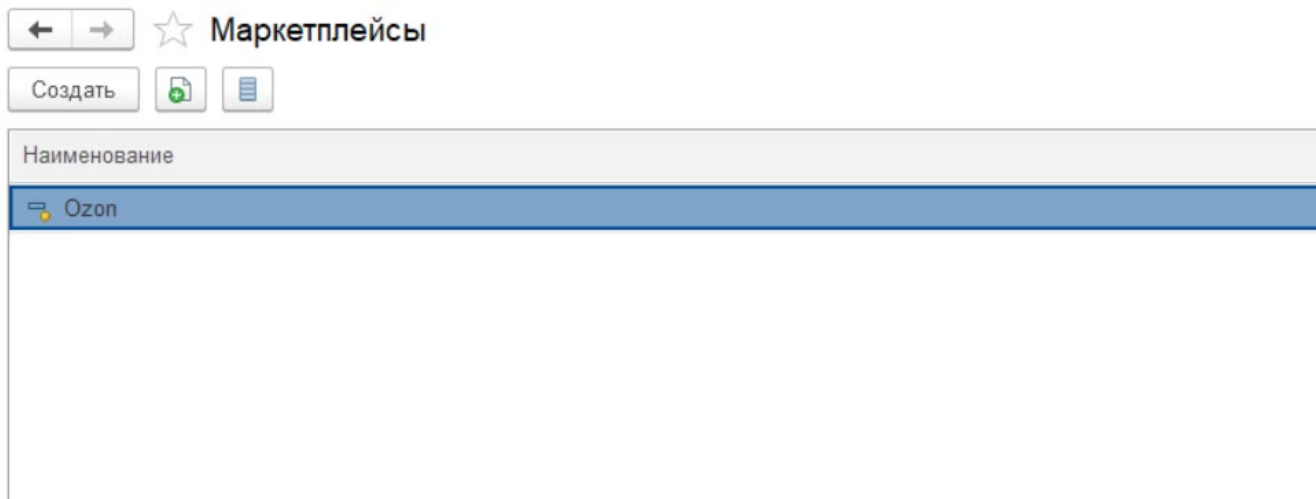 Маркетплейсы
Создать
Наименование
Ozon